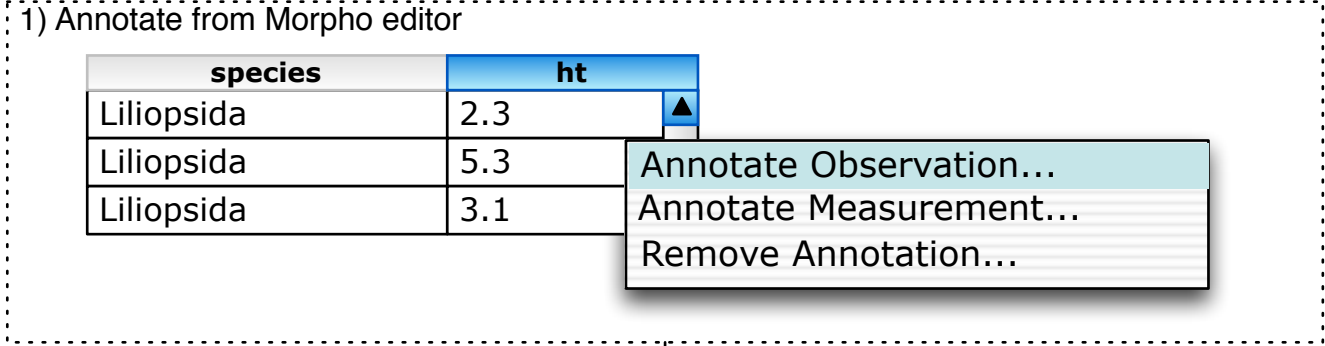 1) Annotate from Morpho editor
species ht
Liliopsida 2.3
Liliopsida 5.3
Liliopsida 3.1
Annotate Observation...
Annotate Measurement...
Remove Annotation...